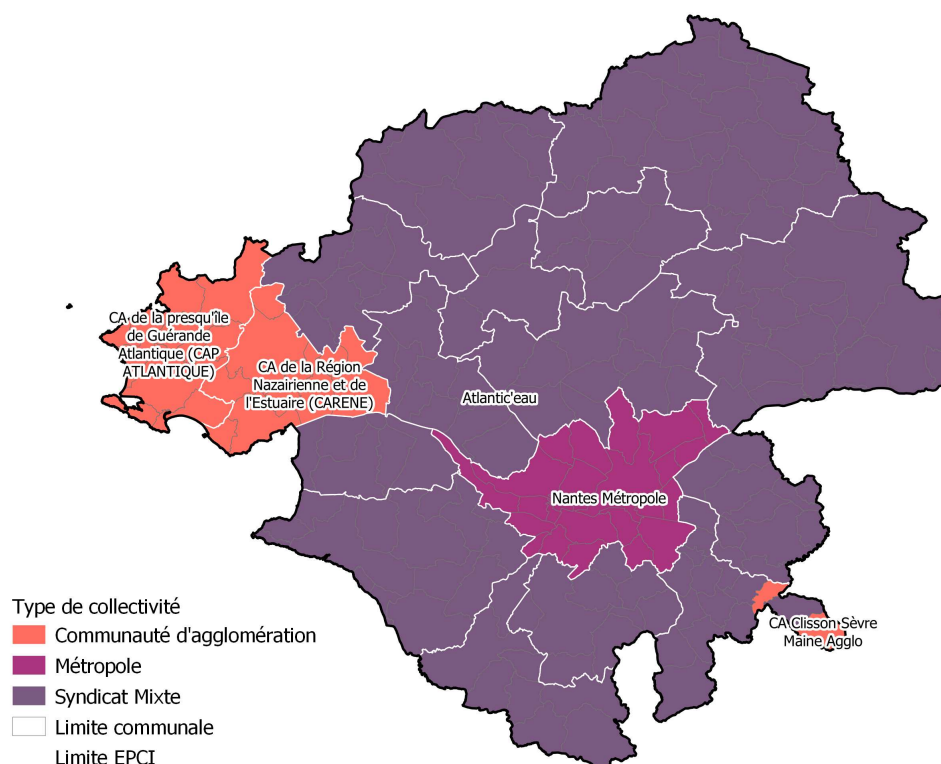 CA de la presqu'île
de Guérande
Atlantique (CAP
ATLANTIQUE)
CA de la Région
Nazairienne et de
l'Estuaire (CARENE)
Atlantic'eau
Nantes Métropole
CA Clisson Sèvre
Maine Agglo
Type de collectivité
Communauté d'agglomération
Métropole
Syndicat Mixte
Limite communale
Limite EPCI